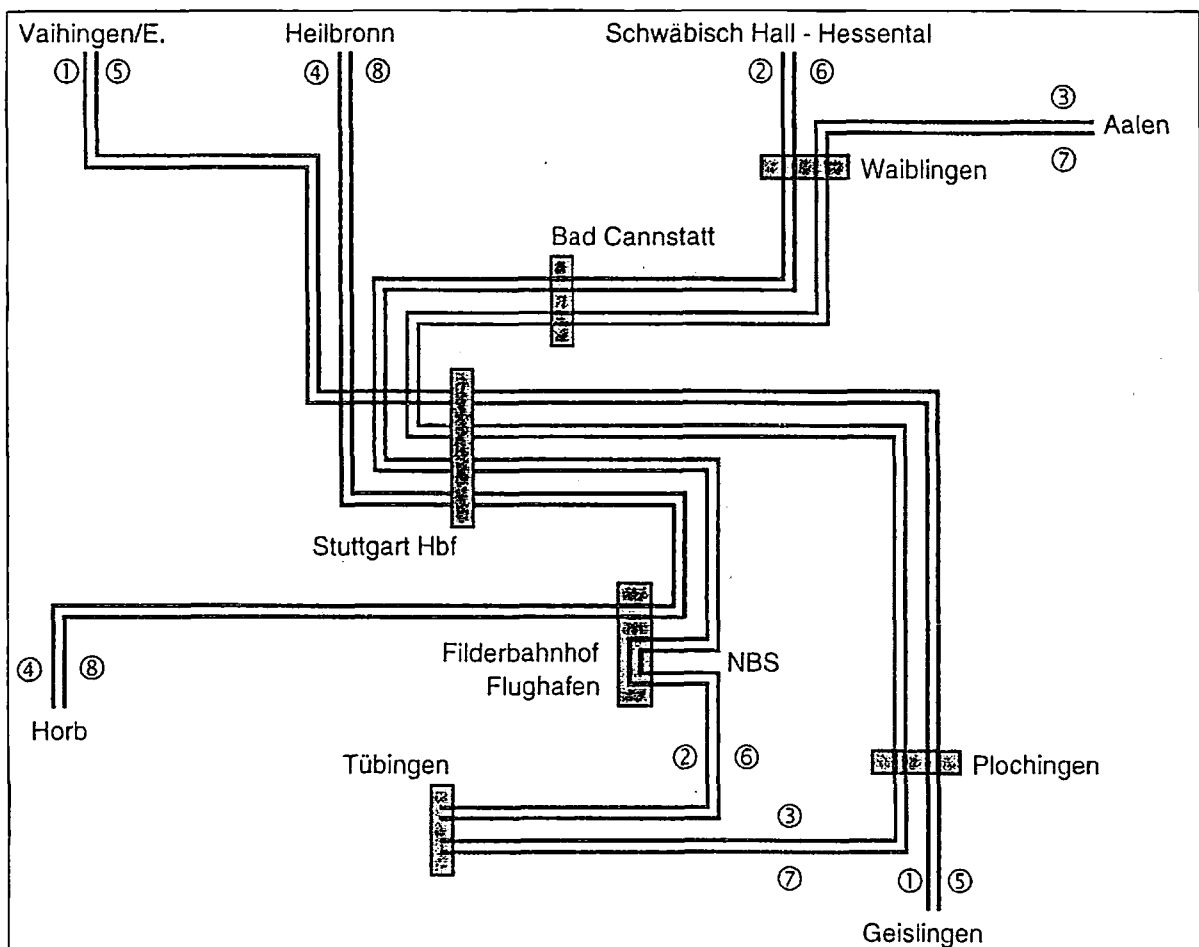 Vaihingen/E.
Heilbronn
Schwäbisch Hall - Hessental
① ⑤
④ ⑧
② ⑥
③
Aalen
⑦
Waiblingen
Bad Cannstatt
Stuttgart Hbf
Filderbahnhof
Flughafen
NBS
④ ⑧
Horb
② ⑥
Tübingen
Plochingen
③
⑦
① ⑤
Geislingen